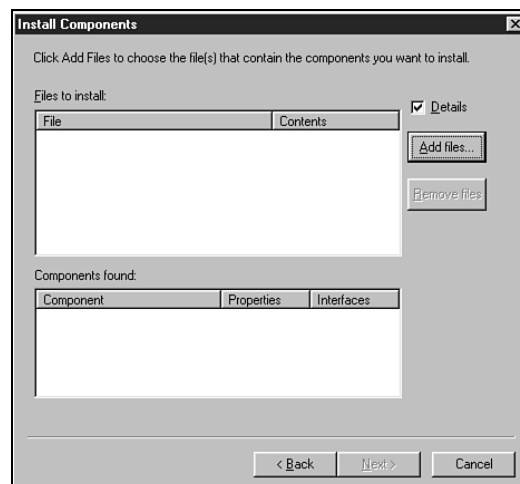 Install Components
Click Add Files to choose the file(s) that contain the components you want to install.
Files to install:
Details
File Contents
Add files...
Remove files
Components found:
Component Properties Interfaces
< Back Next > Cancel